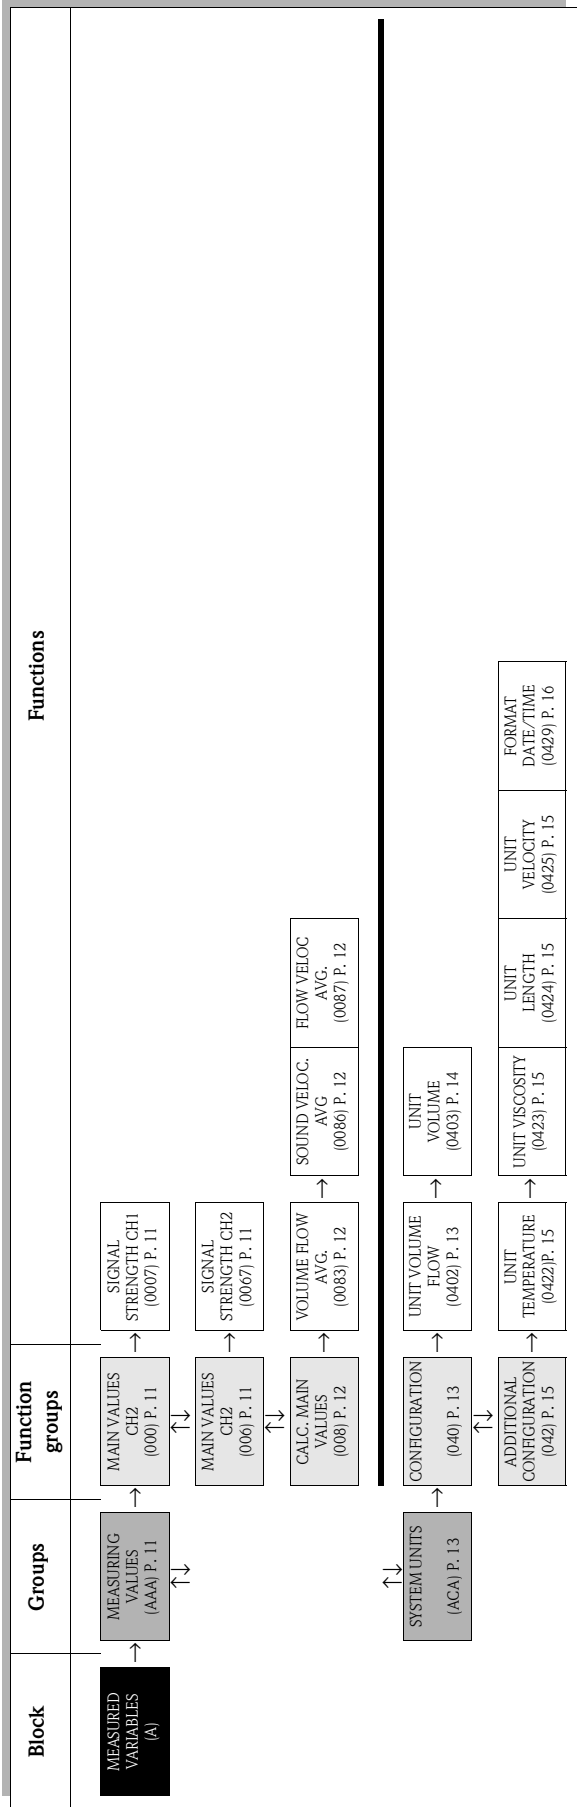 Block
Groups
Function
groups
Functions
MEASURED
VARIABLES
(A)
MEASURING
VALUES
(AAA) P. 11
MAIN VALUES
CH2
(000) P. 11
SIGNAL
STRENGTH CH1
(0007) P. 11
MAIN VALUES
CH2
(006) P. 11
SIGNAL
STRENGTH CH2
(0067) P. 11
CALC. MAIN
VALUES
(008) P. 12
VOLUME FLOW
AVG.
(0083) P. 12
SOUND VELOC.
AVG
(0086) P. 12
FLOW VELOC
AVG.
(0087) P. 12
SYSTEM UNITS
(ACA) P. 13
CONFIGURATION
(040) P. 13
UNIT VOLUME
FLOW
(0402) P. 13
UNIT
VOLUME
(0403) P. 14
ADDITIONAL
CONFIGURATION
(042) P. 15
UNIT
TEMPERATURE
(0422)P. 15
UNIT VISCOSITY
(0423) P. 15
UNIT
LENGTH
(0424) P. 15
UNIT
VELOCITY
(0425) P. 15
FORMAT
DATE/TIME
(0429) P. 16